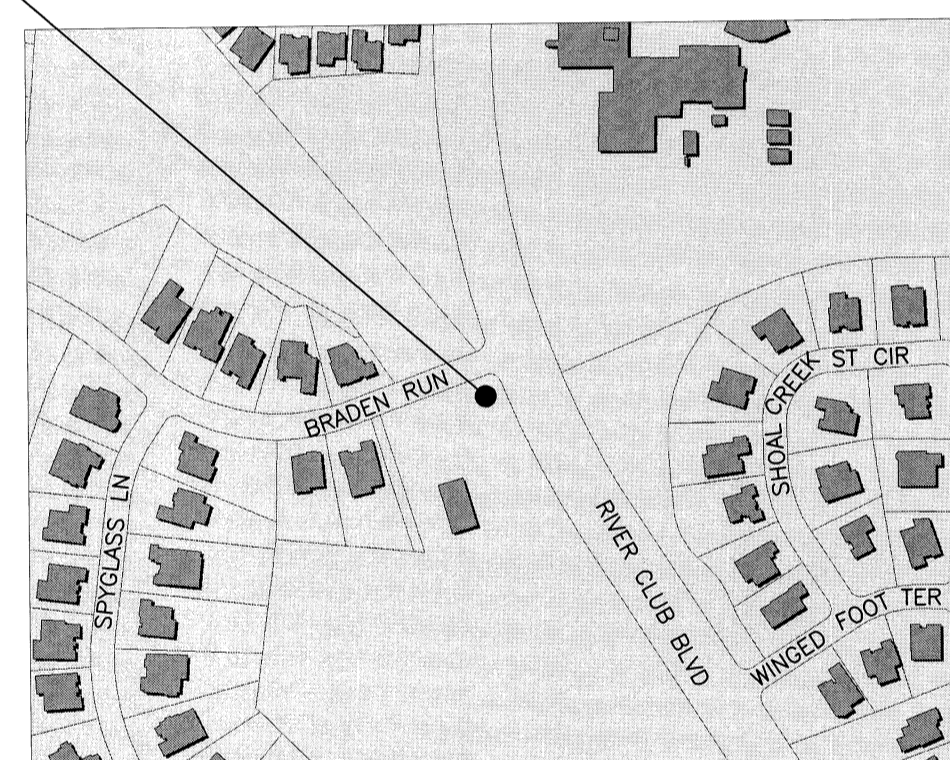 SHOAL CREEK ST CIR
BRADEN RUN
SPYGLASS LN
RIVER CLUB BLVD
WINGED FOOT TER